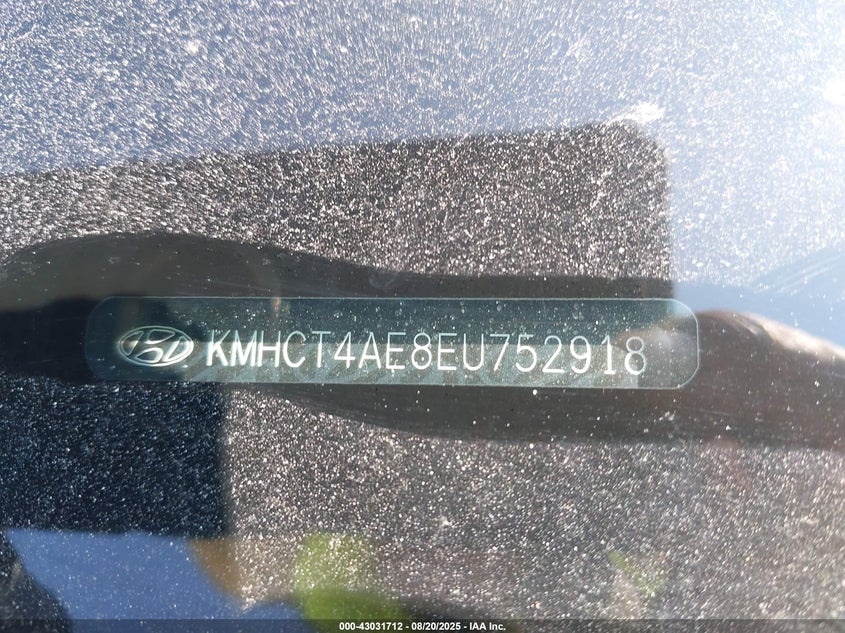 KMHCT4AE8EU752918
000-43031712 - 08/20/2025 - IAA Inc.